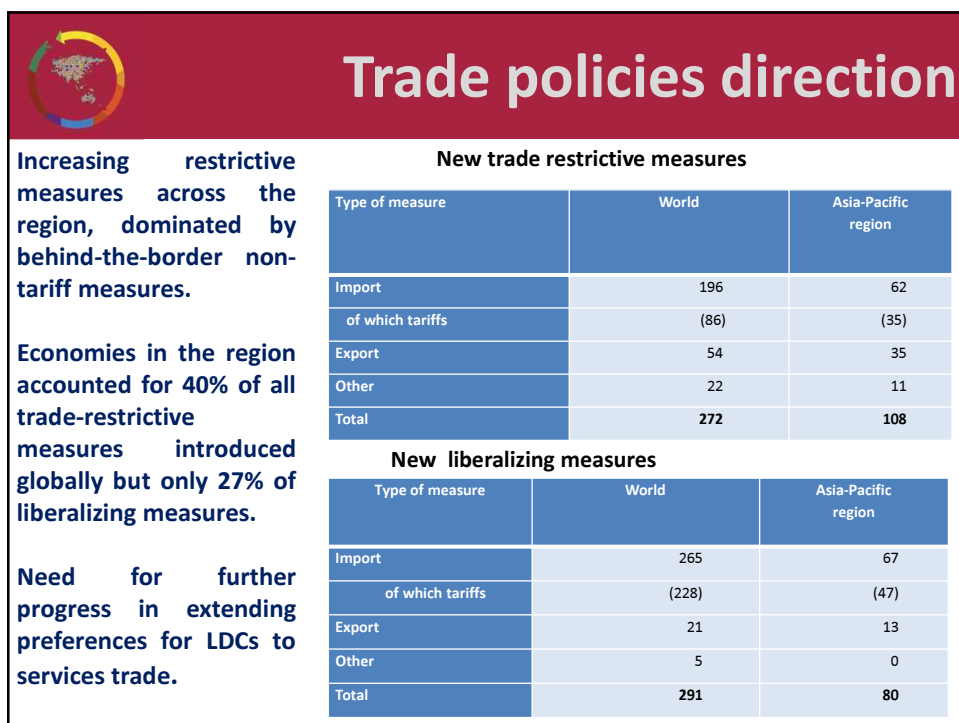 Trade policies direction
Increasing restrictive
measures across the
region, dominated by
behind-the-border non-
tariff measures.
Economies in the region
accounted for 40% of all
trade-restrictive
measures introduced
globally but only 27% of
liberalizing measures.
Need for further
progress in extending
preferences for LDCs to
services trade.
New trade restrictive measures
Type of measure World Asia-Pacific
region
Import 196 62
of which tariffs (86) (35)
Export 54 35
Other 22 11
Total 272 108
New liberalizing measures
Type of measure World Asia-Pacific
region
Import 265 67
of which tariffs (228) (47)
Export 21 13
Other 5 0
Total 291 80